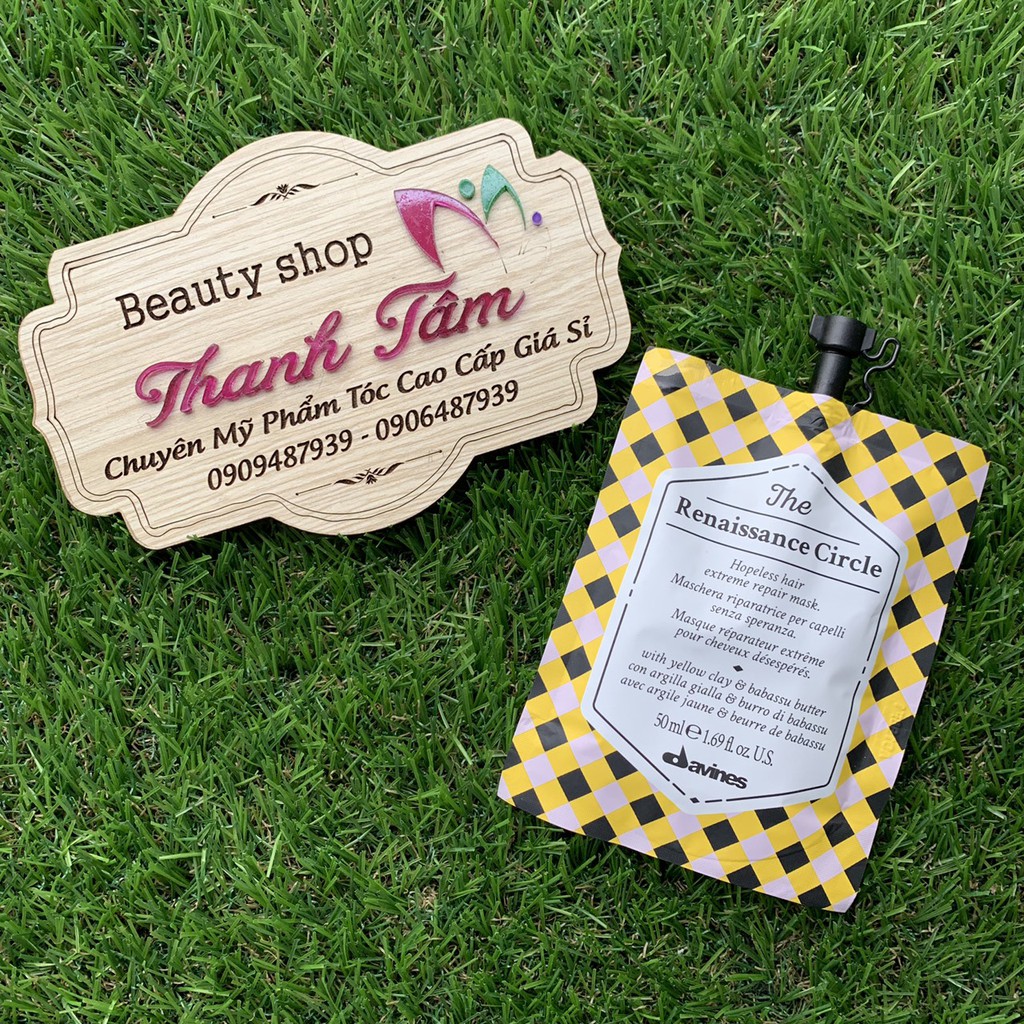 Beauty shop
Thanh Tâm
Chuyên Mỹ Phẩm Tóc Cao Cấp Giá Sỉ
0909487939 - 0906487939
The
Renaissance Circle
Hopeless hair
extreme repair mask.
Maschera riparatrice per capelli
senza speranza.
Masque réparateur extrême
pour cheveux désespérés.
with yellow clay & babassu butter
con argilla gialla & burro di babassu
avec argile jaune & beurre de babassu
50 ml ℮ 1.69 fl. oz. U.S.
davines